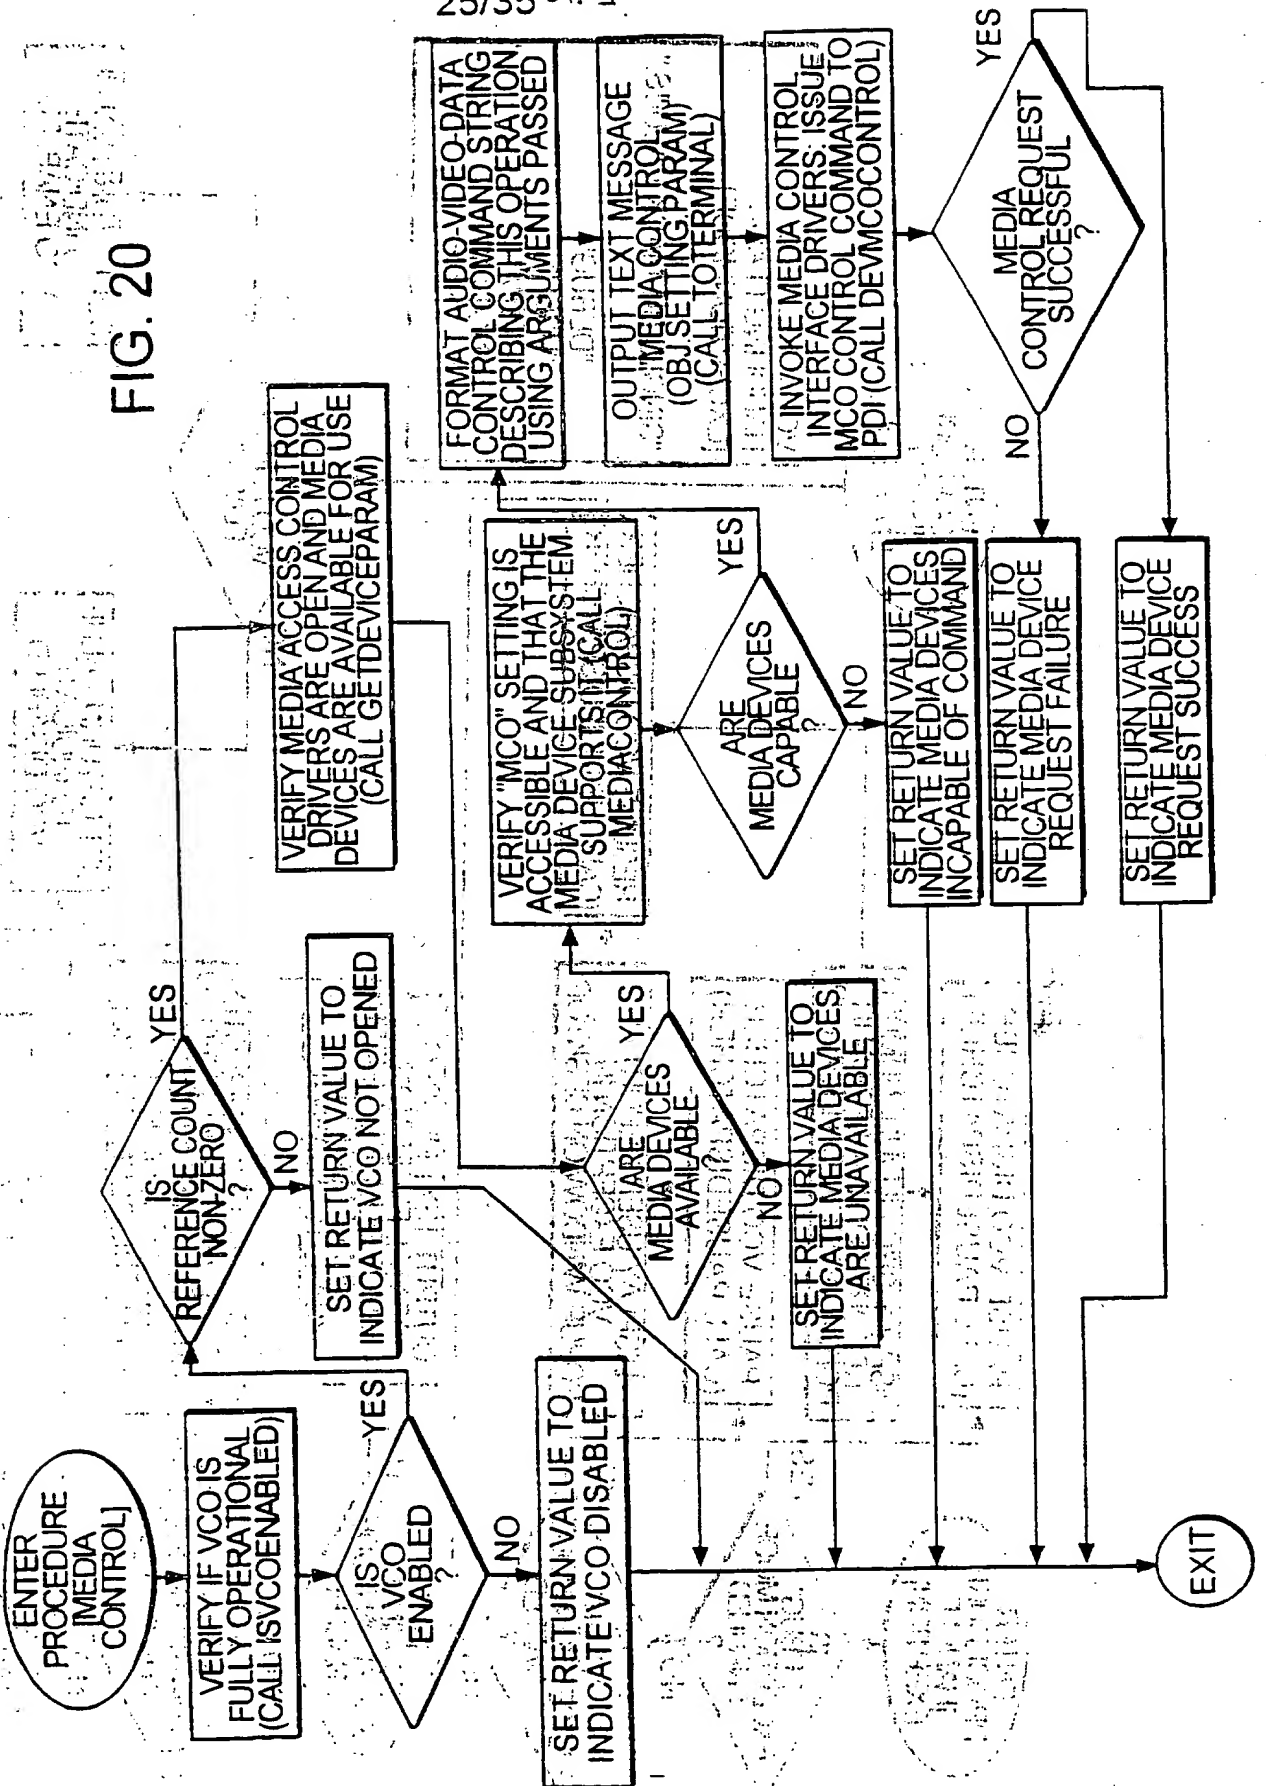 25/35
FIG. 20
ENTER
PROCEDURE
[MEDIA
CONTROL]
VERIFY IF VCO IS
FULLY OPERATIONAL
(CALL ISVCOENABLED)
IS
VCO
ENABLED
?
YES
NO
SET RETURN VALUE TO
INDICATE VCO DISABLED
IS
REFERENCE COUNT
NON-ZERO
?
YES
NO
SET RETURN VALUE TO
INDICATE VCO NOT OPENED
VERIFY MEDIA ACCESS CONTROL
DRIVERS ARE OPEN AND MEDIA
DEVICES ARE AVAILABLE FOR USE
(CALL GETDEVICEPARAM)
ARE
MEDIA DEVICES
AVAILABLE
?
YES
NO
SET RETURN VALUE TO
INDICATE MEDIA DEVICES
ARE UNAVAILABLE
VERIFY "MCO" SETTING IS
ACCESSIBLE AND THAT THE
MEDIA DEVICE SUBSYSTEM
SUPPORTS IT (CALL
MEDIACONTROL)
ARE
MEDIA DEVICES
CAPABLE
?
YES
NO
SET RETURN VALUE TO
INDICATE MEDIA DEVICES
INCAPABLE OF COMMAND
FORMAT AUDIO-VIDEO-DATA
CONTROL COMMAND STRING
DESCRIBING THIS OPERATION
USING ARGUMENTS PASSED
OUTPUT TEXT MESSAGE
"MEDIA CONTROL
(OBJ,SETTING,PARAM)
(CALL TOTERMINAL)
INVOKE MEDIA CONTROL
INTERFACE DRIVERS: ISSUE
MCO CONTROL COMMAND TO
PDI (CALL DEVMCOCONTROL)
MEDIA
CONTROL REQUEST
SUCCESSFUL
?
YES
NO
SET RETURN VALUE TO
INDICATE MEDIA DEVICE
REQUEST FAILURE
SET RETURN VALUE TO
INDICATE MEDIA DEVICE
REQUEST SUCCESS
EXIT